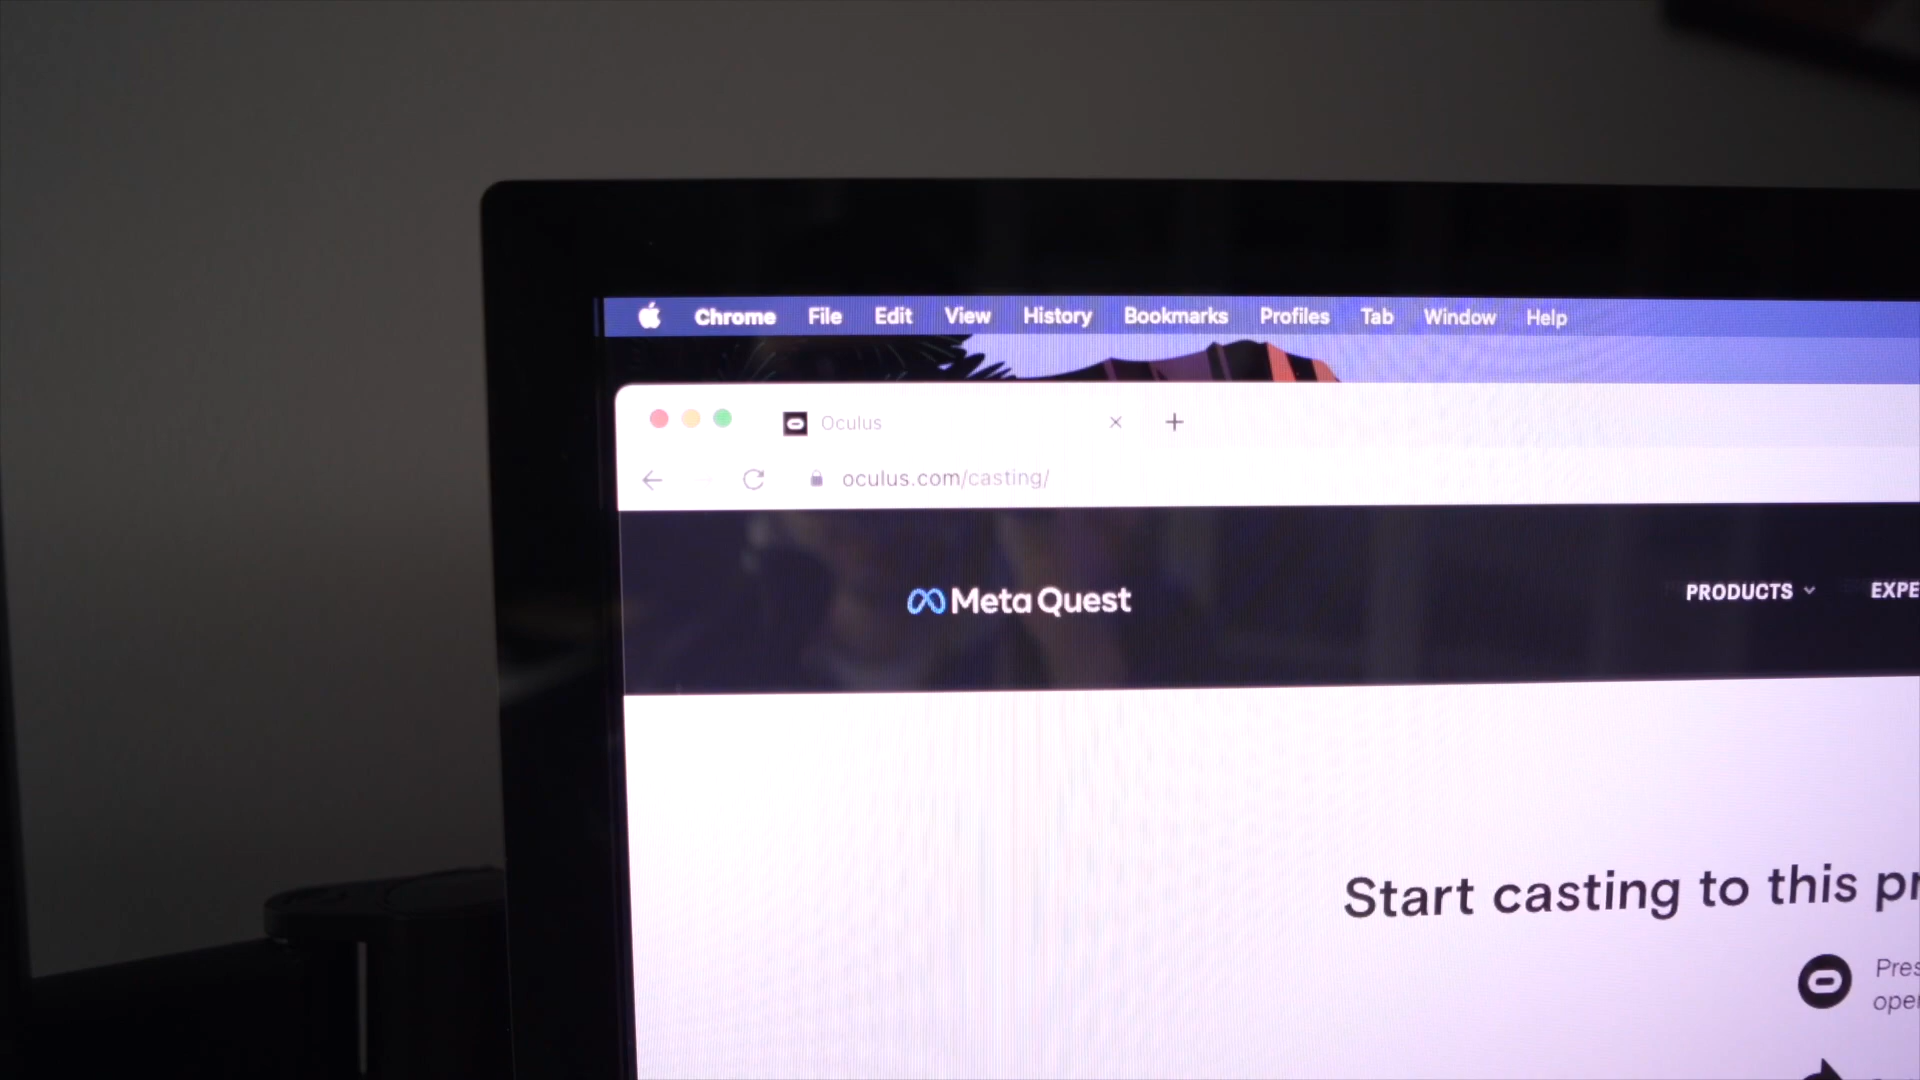 Chrome File Edit View History Bookmarks Profiles Tab Window Help
Oculus
oculus.com/casting/
Meta Quest
PRODUCTS
Start casting to this